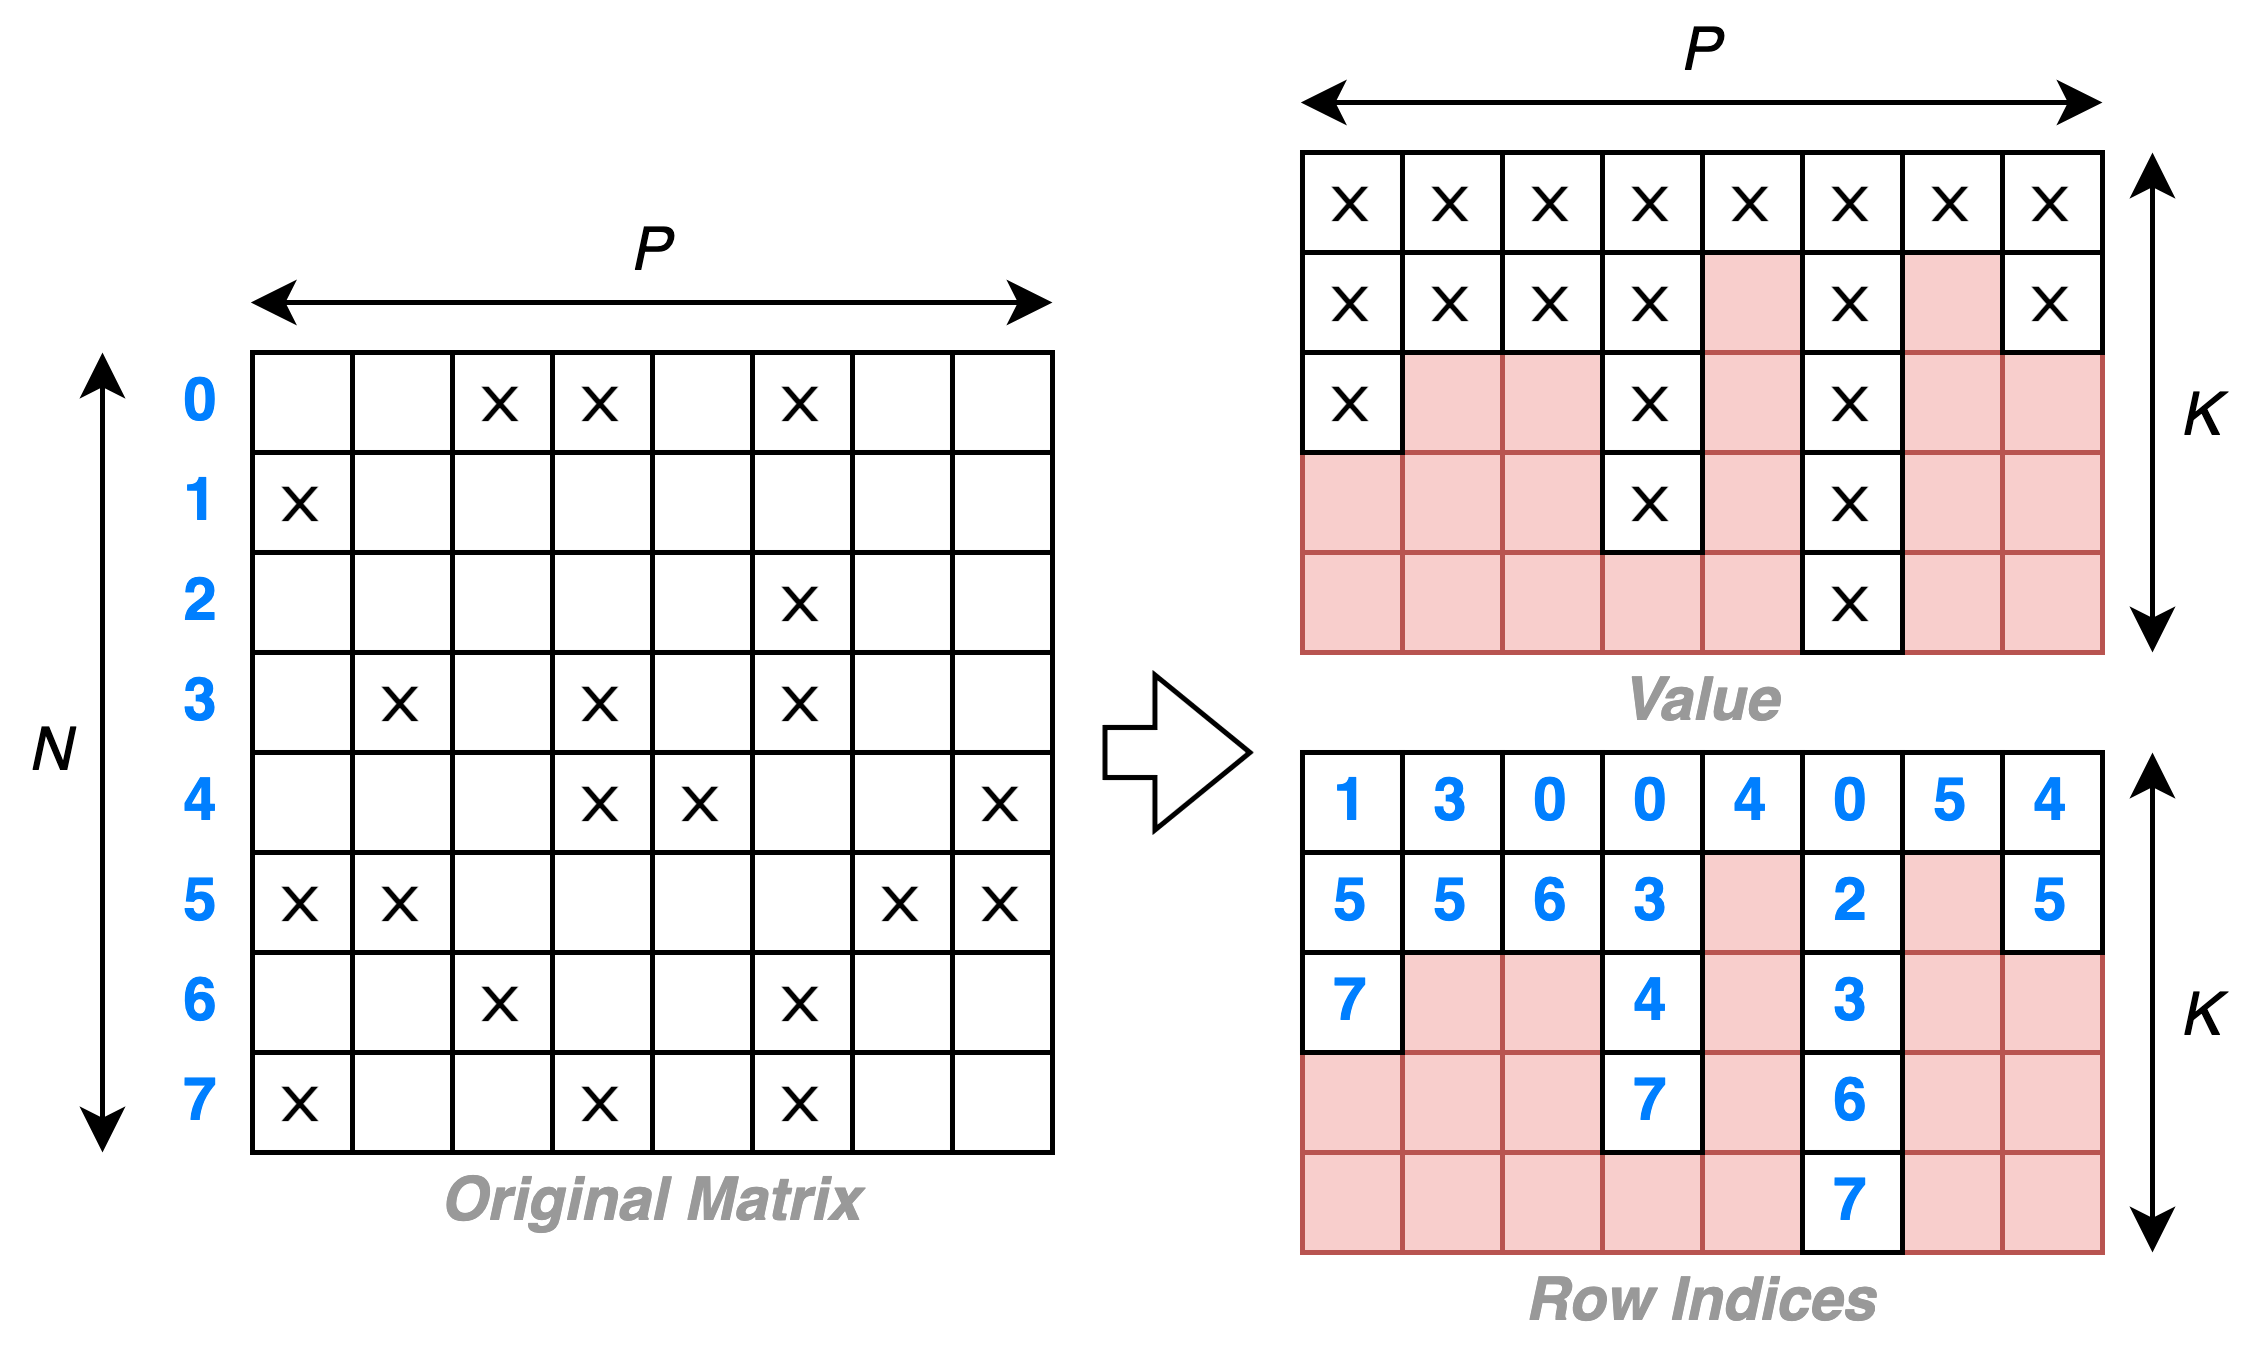 P
N
0 X X X
1 X
2 X
3 X X X
4 X X X
5 X X X X
6 X X
7 X X X
Original Matrix
P
X X X X X X X X
X X X X X X
X X X
X X
X
K
Value
1 3 0 0 4 0 5 4
5 5 6 3 2 5
7 4 3
7 6
7
K
Row Indices